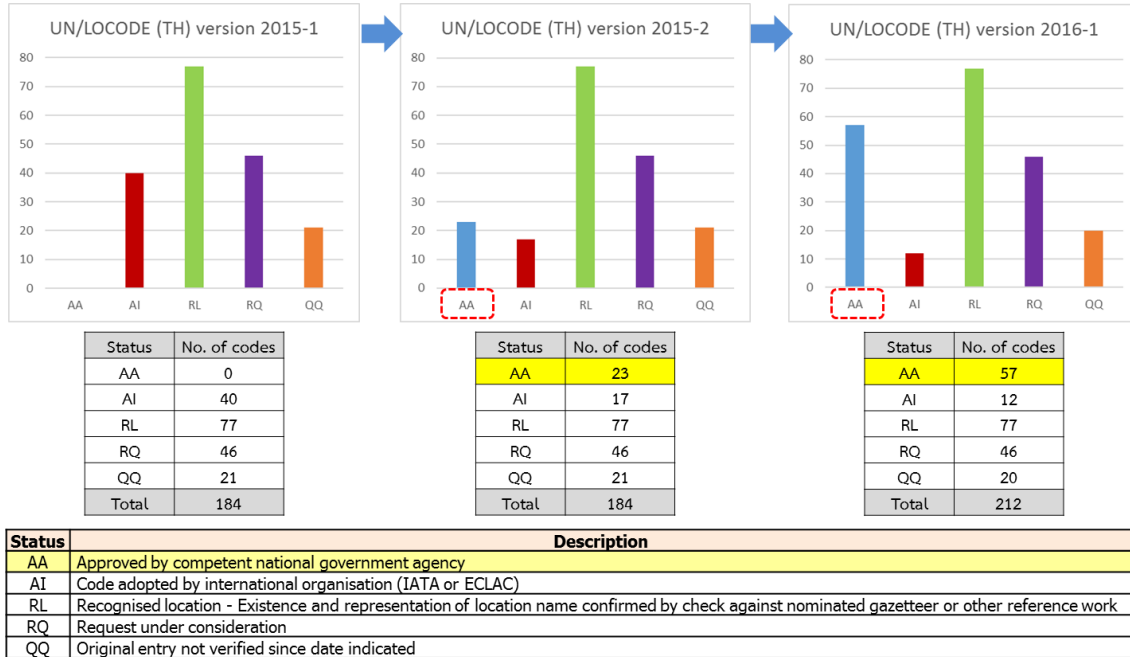 UN/LOCODE (TH) version 2015-1
80
70
60
50
40
30
20
10
0
AA AI RL RQ QQ
UN/LOCODE (TH) version 2015-2
80
70
60
50
40
30
20
10
0
AA AI RL RQ QQ
UN/LOCODE (TH) version 2016-1
80
70
60
50
40
30
20
10
0
AA AI RL RQ QQ
Status No. of codes
AA 0
AI 40
RL 77
RQ 46
QQ 21
Total 184
Status No. of codes
AA 23
AI 17
RL 77
RQ 46
QQ 21
Total 184
Status No. of codes
AA 57
AI 12
RL 77
RQ 46
QQ 20
Total 212
Status Description
AA Approved by competent national government agency
AI Code adopted by international organisation (IATA or ECLAC)
RL Recognised location - Existence and representation of location name confirmed by check against nominated gazetteer or other reference work
RQ Request under consideration
QQ Original entry not verified since date indicated